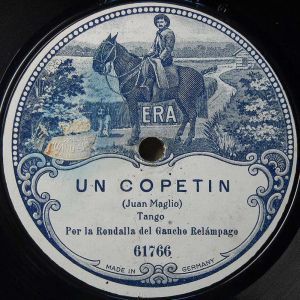 ERA
UN COPETIN
(Juan Maglio)
Tango
Por la Rondalla del Gaucho Relámpago
61766
MADE IN GERMANY